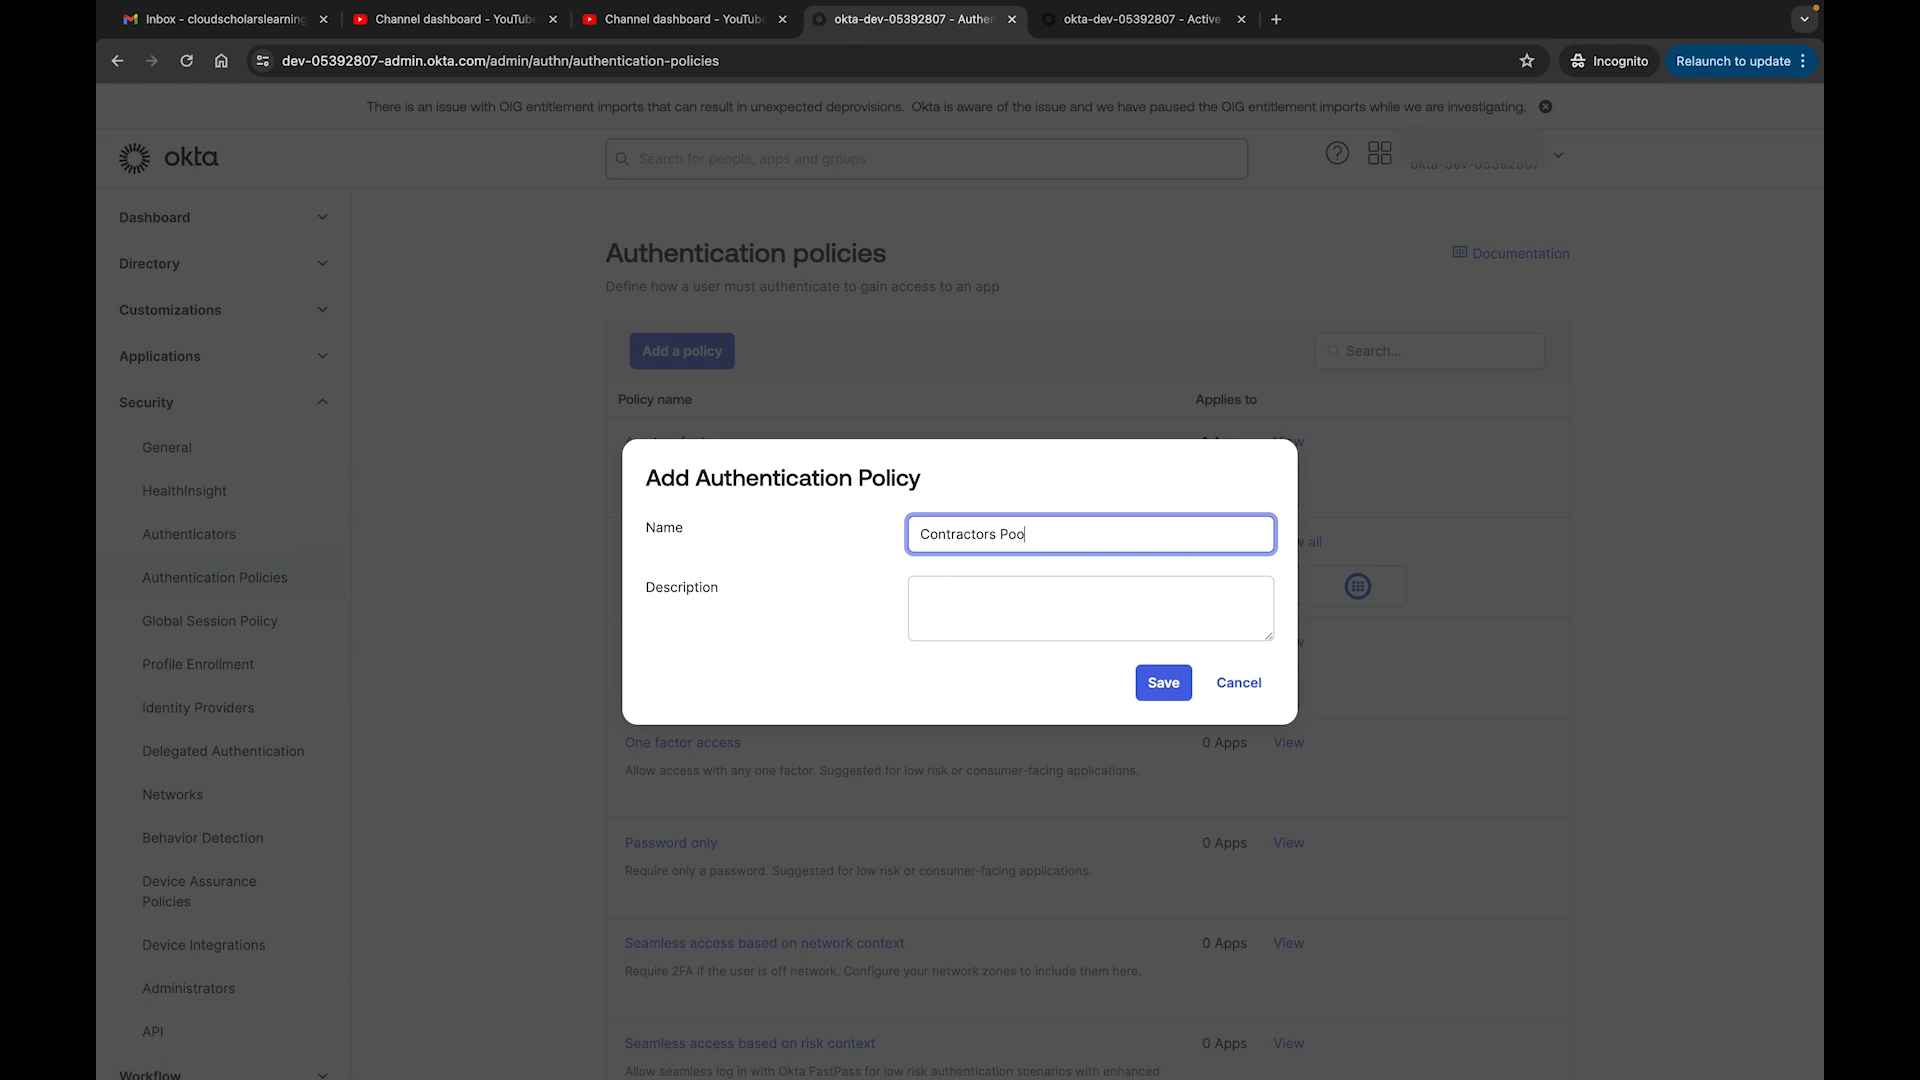 Inbox - cloudscholarslearning
Channel dashboard - YouTube
Channel dashboard - YouTube
okta-dev-05392807 - Authen
okta-dev-05392807 - Active
dev-05392807-admin.okta.com/admin/authn/authentication-policies
Incognito
Relaunch to update
There is an issue with OIG entitlement imports that can result in unexpected deprovisions. Okta is aware of the issue and we have paused the OIG entitlement imports while we are investigating.
okta
Search for people, apps and groups
okta-dev-05392807
Dashboard
Directory
Customizations
Applications
Security
General
HealthInsight
Authenticators
Authentication Policies
Global Session Policy
Profile Enrollment
Identity Providers
Delegated Authentication
Networks
Behavior Detection
Device Assurance
Policies
Device Integrations
Administrators
API
Workflow
Authentication policies
Documentation
Define how a user must authenticate to gain access to an app
Add a policy
Search...
Policy name
Applies to
all
Add Authentication Policy
Name
Contractors Poo
Description
Save
Cancel
One factor access
0 Apps
View
Allow access with any one factor. Suggested for low risk or consumer-facing applications.
Password only
0 Apps
View
Require only a password. Suggested for low risk or consumer-facing applications.
Seamless access based on network context
0 Apps
View
Require 2FA if the user is off network. Configure your network zones to include them here.
Seamless access based on risk context
0 Apps
View
Allow seamless log in with Okta FastPass for low risk authentication scenarios with enhanced